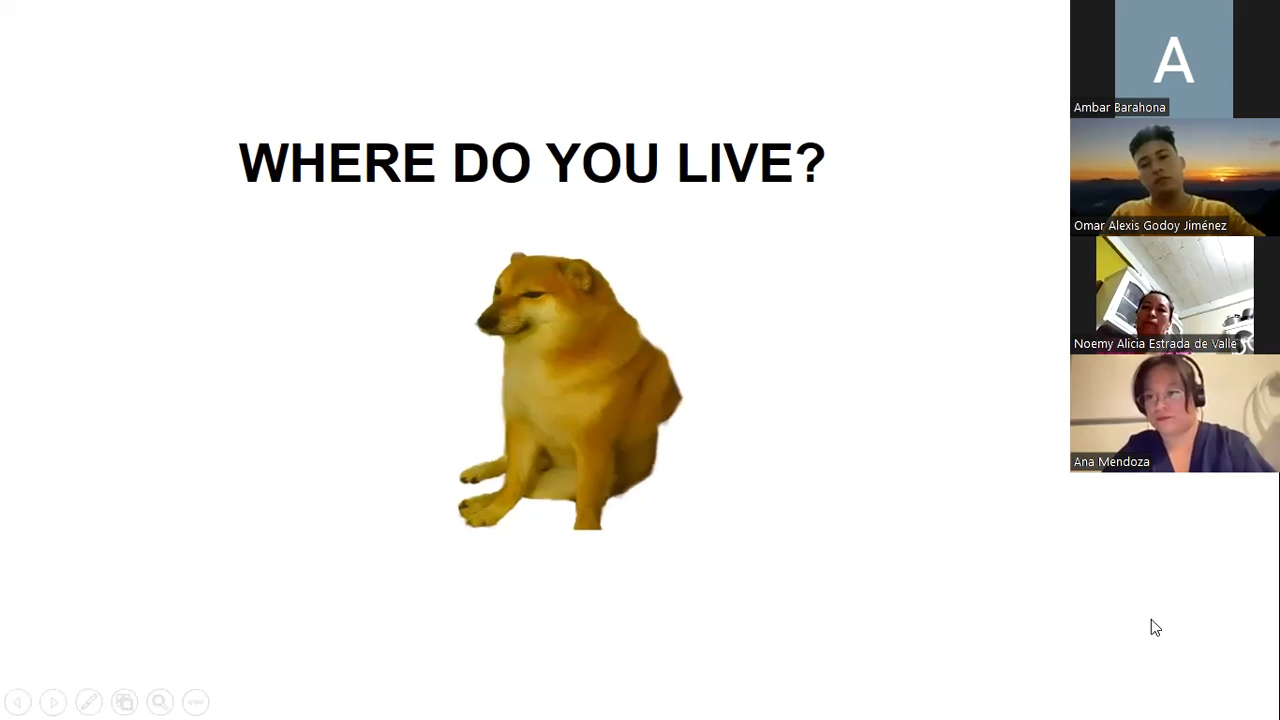 WHERE DO YOU LIVE?
A
Ambar Barahona
Omar Alexis Godoy Jiménez
Noemy Alicia Estrada de Valle
Ana Mendoza